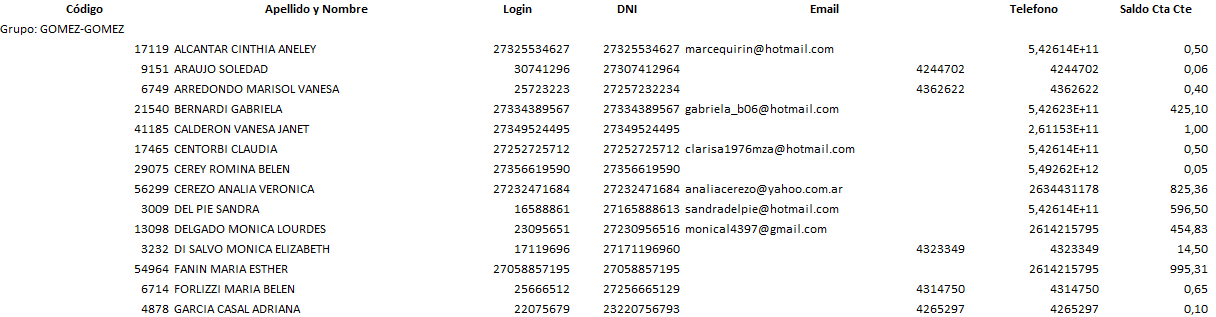 Código Apellido y Nombre Login DNI Email Telefono Saldo Cta Cte
Grupo: GOMEZ-GOMEZ
17119 ALCANTAR CINTHIA ANELEY 27325534627 27325534627 marcequirin@hotmail.com 5,42614E+11 0,50
9151 ARAUJO SOLEDAD 30741296 27307412964 4244702 4244702 0,06
6749 ARREDONDO MARISOL VANESA 25723223 27257232234 4362622 4362622 0,40
21540 BERNARDI GABRIELA 27334389567 27334389567 gabriela_b06@hotmail.com 5,42623E+11 425,10
41185 CALDERON VANESA JANET 27349524495 27349524495 2,61153E+11 1,00
17465 CENTORBI CLAUDIA 27252725712 27252725712 clarisa1976mza@hotmail.com 5,42614E+11 0,50
29075 CEREY ROMINA BELEN 27356619590 27356619590 5,49262E+12 0,05
56299 CEREZO ANALIA VERONICA 27232471684 27232471684 analiacerezo@yahoo.com.ar 2634431178 825,36
3009 DEL PIE SANDRA 16588861 27165888613 sandradelpie@hotmail.com 5,42614E+11 596,50
13098 DELGADO MONICA LOURDES 23095651 27230956516 monical4397@gmail.com 2614215795 454,83
3232 DI SALVO MONICA ELIZABETH 17119696 27171196960 4323349 4323349 14,50
54964 FANIN MARIA ESTHER 27058857195 27058857195 2614215795 995,31
6714 FORLIZZI MARIA BELEN 25666512 27256665129 4314750 4314750 0,65
4878 GARCIA CASAL ADRIANA 22075679 23220756793 4265297 4265297 0,10